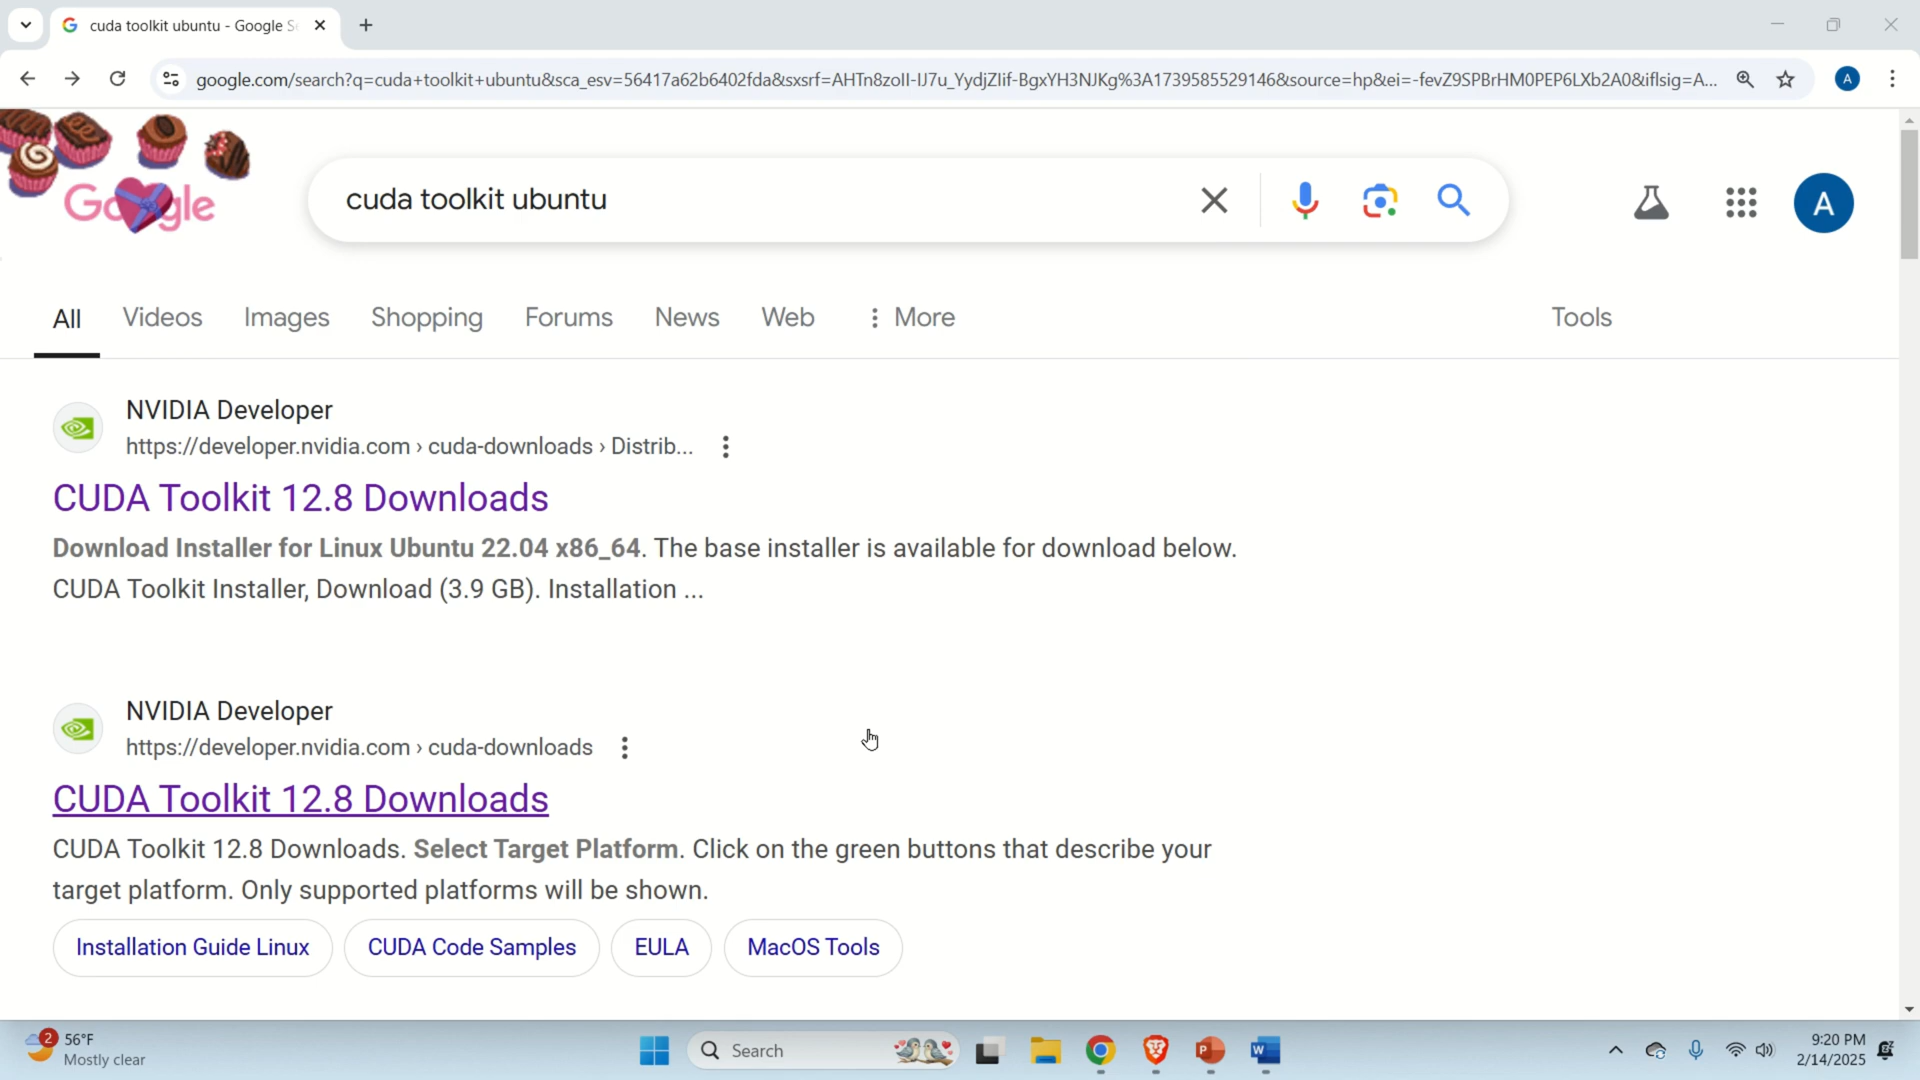 cuda toolkit ubuntu - Google S
google.com/search?q=cuda+toolkit+ubuntu&sca_esv=56417a62b6402fda&sxsrf=AHTn8zoII-IJ7u_YydjZIif-BgxYH3NJKg%3A1739585529146&source=hp&ei=-fevZ9SPBrHM0PEP6LXb2A0&iflsig=A...
A
Google
cuda toolkit ubuntu
A
All Videos Images Shopping Forums News Web More Tools
NVIDIA Developer
https://developer.nvidia.com › cuda-downloads › Distrib...
CUDA Toolkit 12.8 Downloads
Download Installer for Linux Ubuntu 22.04 x86_64. The base installer is available for download below.
CUDA Toolkit Installer, Download (3.9 GB). Installation ...
NVIDIA Developer
https://developer.nvidia.com › cuda-downloads
CUDA Toolkit 12.8 Downloads
CUDA Toolkit 12.8 Downloads. Select Target Platform. Click on the green buttons that describe your
target platform. Only supported platforms will be shown.
Installation Guide Linux CUDA Code Samples EULA MacOS Tools
2
56°F
Mostly clear
Search
P
W
9:20 PM
2/14/2025